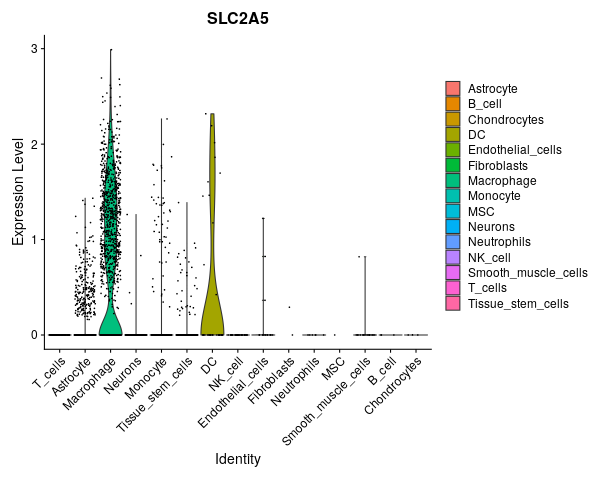 SLC2A5
3
2
1
0
Expression Level
T_cells
Astrocyte
Macrophage
Neurons
Monocyte
Tissue_stem_cells
DC
NK_cell
Endothelial_cells
Fibroblasts
Neutrophils
MSC
Smooth_muscle_cells
B_cell
Chondrocytes
Identity
Astrocyte
B_cell
Chondrocytes
DC
Endothelial_cells
Fibroblasts
Macrophage
Monocyte
MSC
Neurons
Neutrophils
NK_cell
Smooth_muscle_cells
T_cells
Tissue_stem_cells